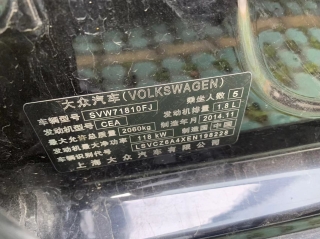 大众汽车(VOLKSWAGEN)
车辆型号 SVW71810FJ 乘坐人数 5
发动机型号 CEA 发动机排量 1.8 L
最大允许总质量 2060kg 制造年月 2014.11
发动机最大净功率 118 kW 制造国 中国
车辆识别代号 LSVCZ6A4XEN198228
上海大众汽车有限公司